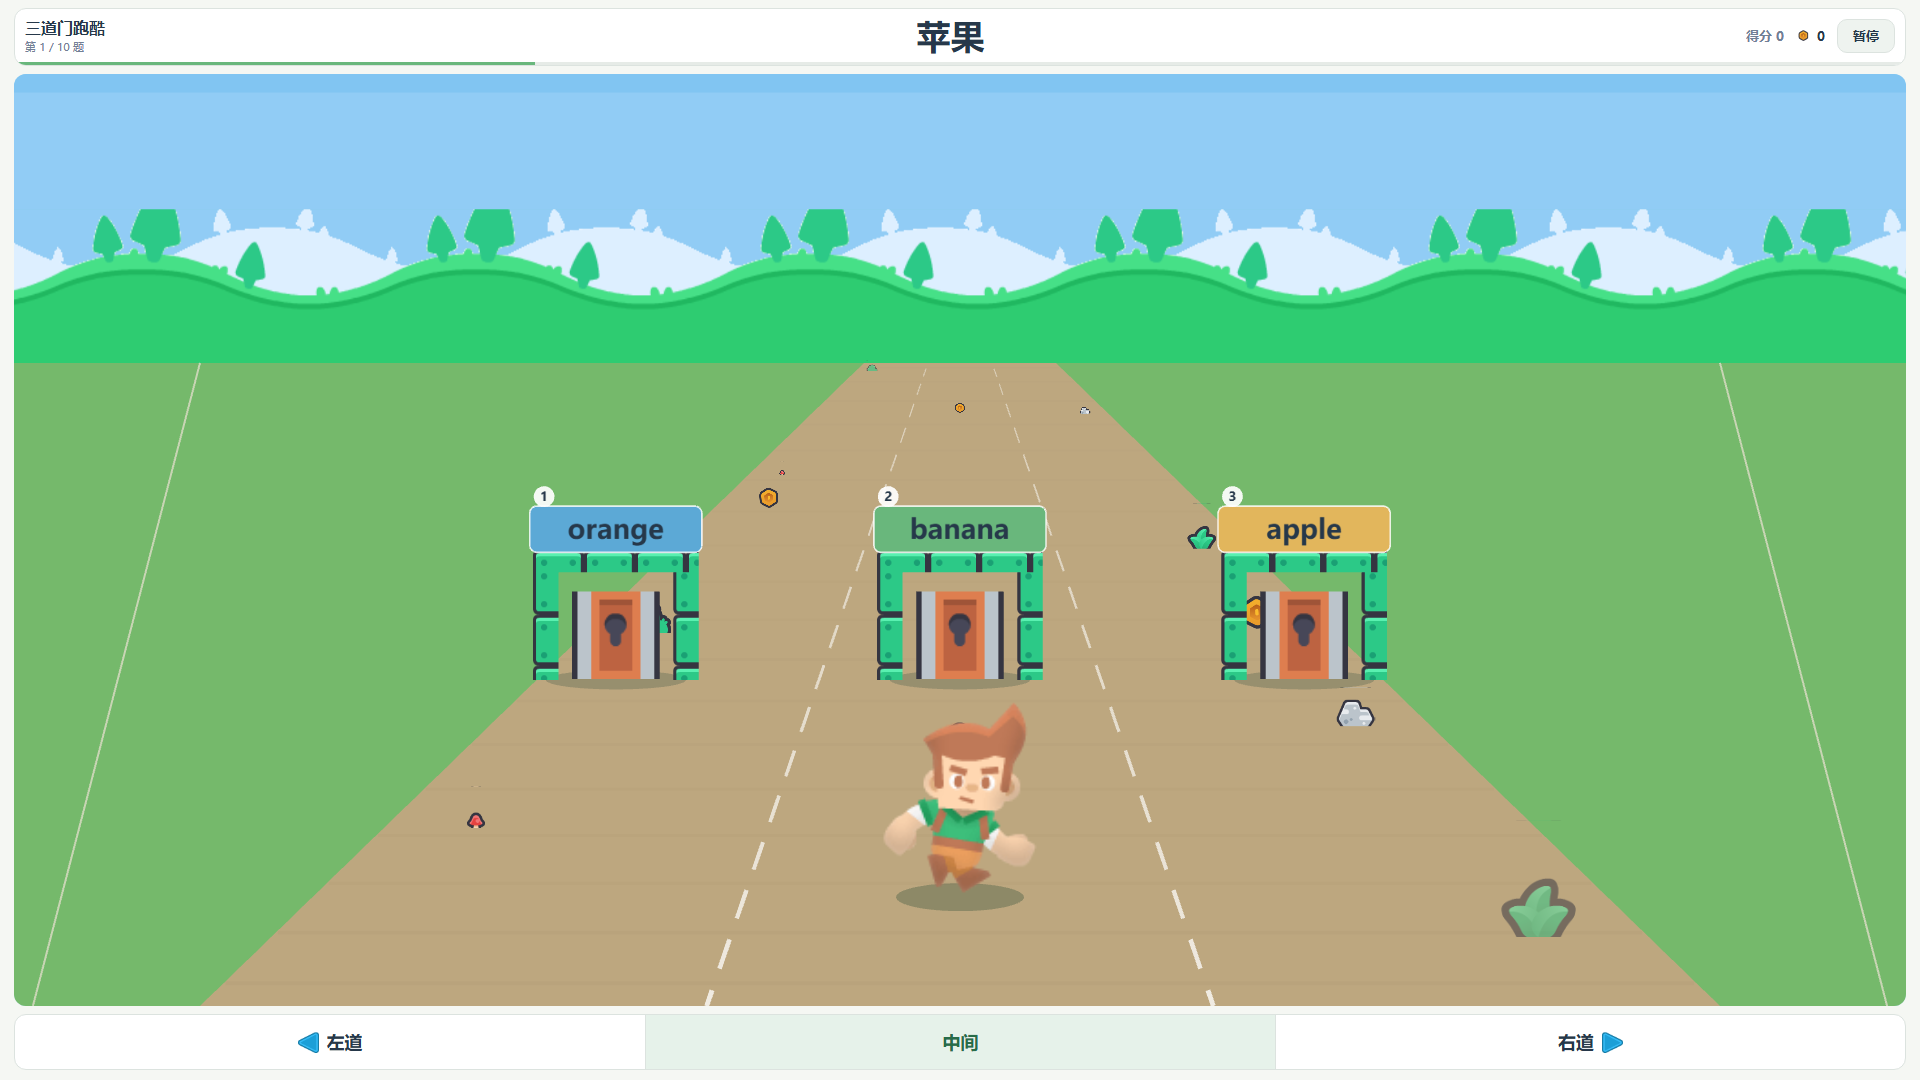 三道门跑酷
第 1 / 10 题
苹果
得分 0
0
暂停
1
orange
2
banana
3
apple
左道
中间
右道